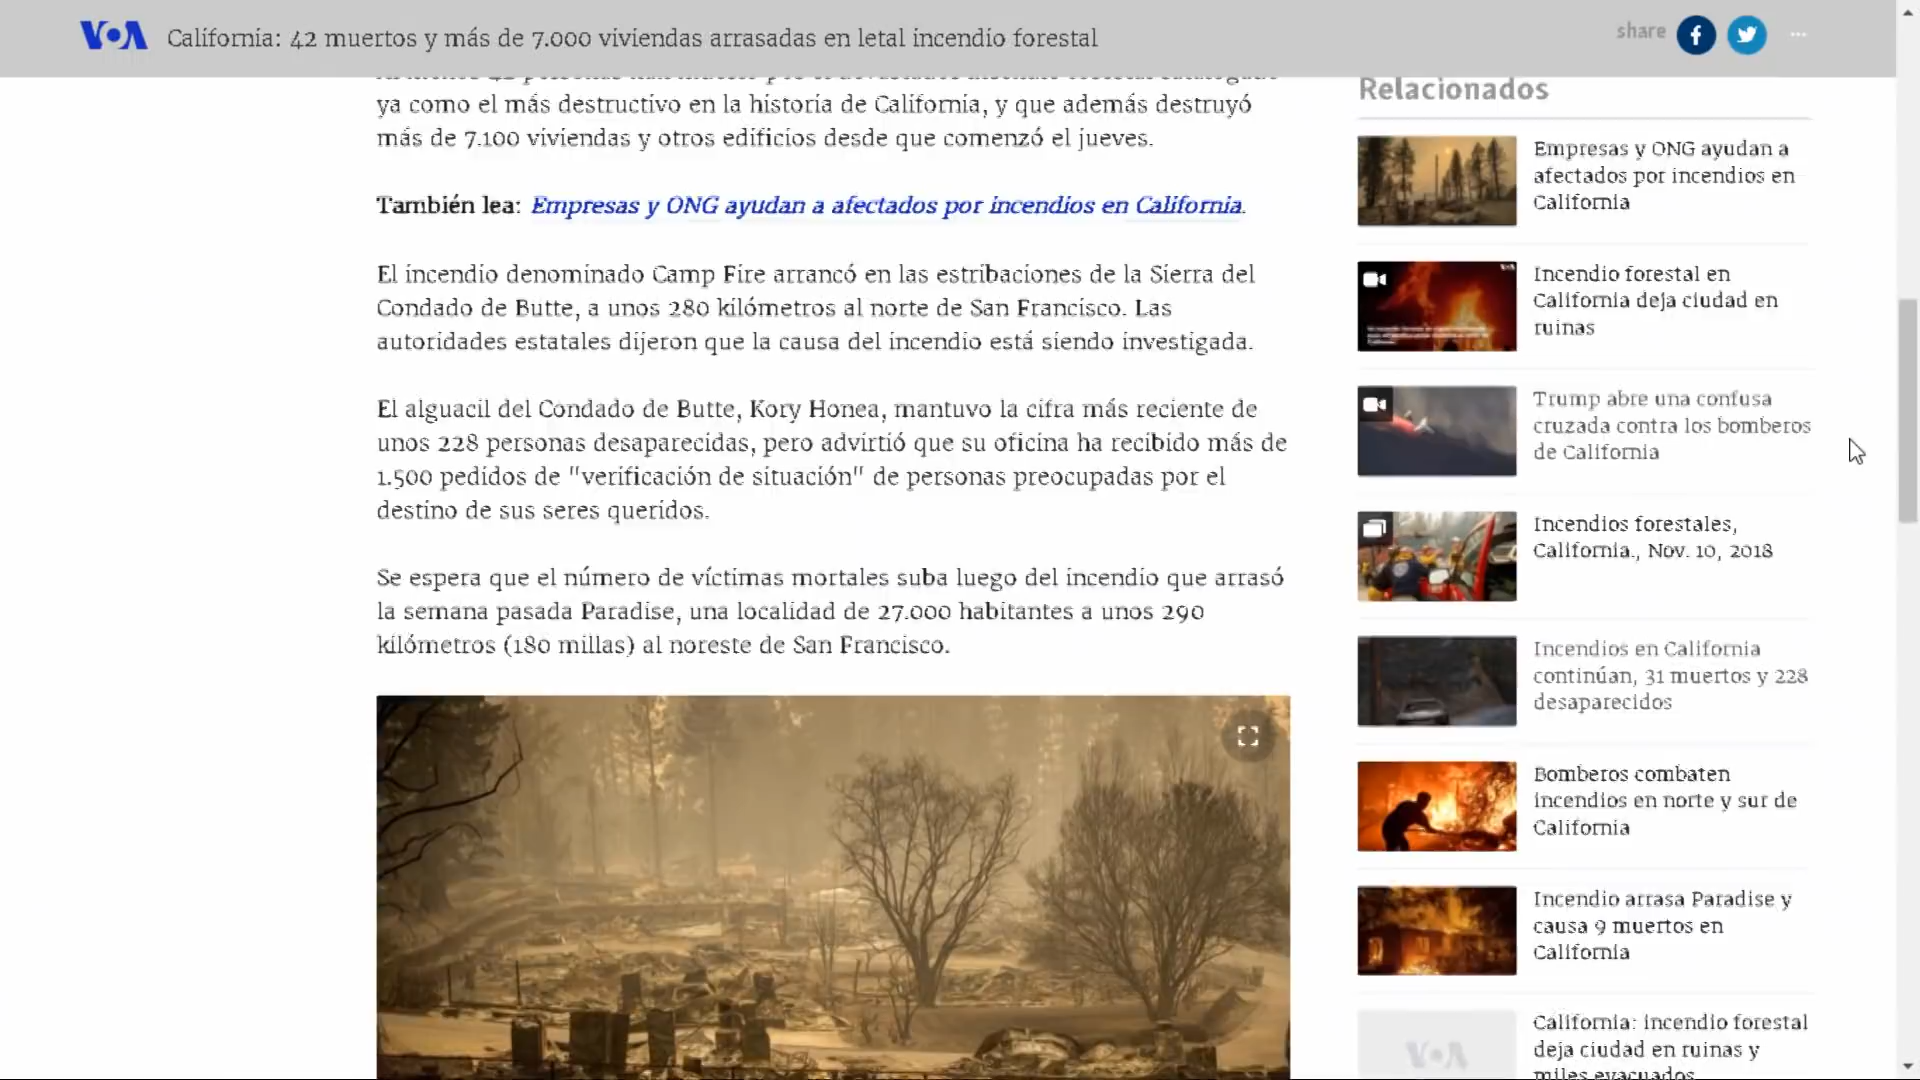 VOA California: 42 muertos y más de 7.000 viviendas arrasadas en letal incendio forestal
share
ya como el más destructivo en la historia de California, y que además destruyó
más de 7.100 viviendas y otros edificios desde que comenzó el jueves.
También lea: Empresas y ONG ayudan a afectados por incendios en California.
El incendio denominado Camp Fire arrancó en las estribaciones de la Sierra del
Condado de Butte, a unos 280 kilómetros al norte de San Francisco. Las
autoridades estatales dijeron que la causa del incendio está siendo investigada.
El alguacil del Condado de Butte, Kory Honea, mantuvo la cifra más reciente de
unos 228 personas desaparecidas, pero advirtió que su oficina ha recibido más de
1.500 pedidos de "verificación de situación" de personas preocupadas por el
destino de sus seres queridos.
Se espera que el número de víctimas mortales suba luego del incendio que arrasó
la semana pasada Paradise, una localidad de 27.000 habitantes a unos 290
kilómetros (180 millas) al noreste de San Francisco.
Relacionados
Empresas y ONG ayudan a
afectados por incendios en
California
Incendio forestal en
California deja ciudad en
ruinas
Trump abre una confusa
cruzada contra los bomberos
de California
Incendios forestales,
California., Nov. 10, 2018
Incendios en California
continúan, 31 muertos y 228
desaparecidos
Bomberos combaten
incendios en norte y sur de
California
Incendio arrasa Paradise y
causa 9 muertos en
California
VOA
California: incendio forestal
deja ciudad en ruinas y
miles evacuados